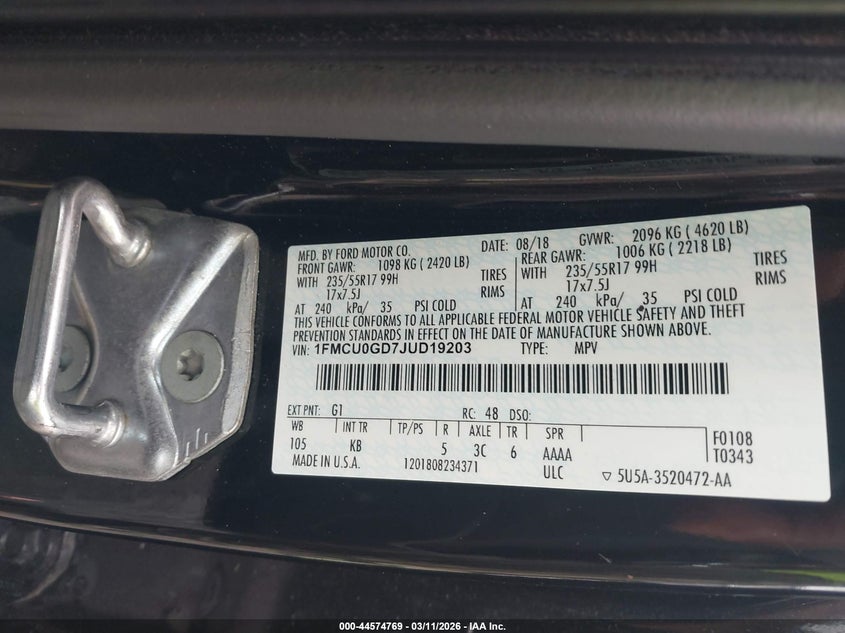 MFD. BY FORD MOTOR CO. DATE: 08/18 GVWR: 2096 KG ( 4620 LB)
FRONT GAWR: 1098 KG ( 2420 LB) REAR GAWR: 1006 KG ( 2218 LB)
WITH 235/55R17 99H TIRES WITH 235/55R17 99H TIRES
17x7.5J RIMS 17x7.5J RIMS
AT 240 kPa/ 35 PSI COLD AT 240 kPa/ 35 PSI COLD
THIS VEHICLE CONFORMS TO ALL APPLICABLE FEDERAL MOTOR VEHICLE SAFETY AND THEFT
PREVENTION STANDARDS IN EFFECT ON THE DATE OF MANUFACTURE SHOWN ABOVE.
VIN: 1FMCU0GD7JUD19203 TYPE: MPV
EXT PNT: G1 RC: 48 DSO:
WB INT TR TP/PS R AXLE TR SPR
105 KB 5 3C 6 AAAA
F0108
T0343
MADE IN U.S.A. 1201808234371 ULC ▽ 5U5A-3520472-AA
000-44574769 - 03/11/2026 - IAA Inc.